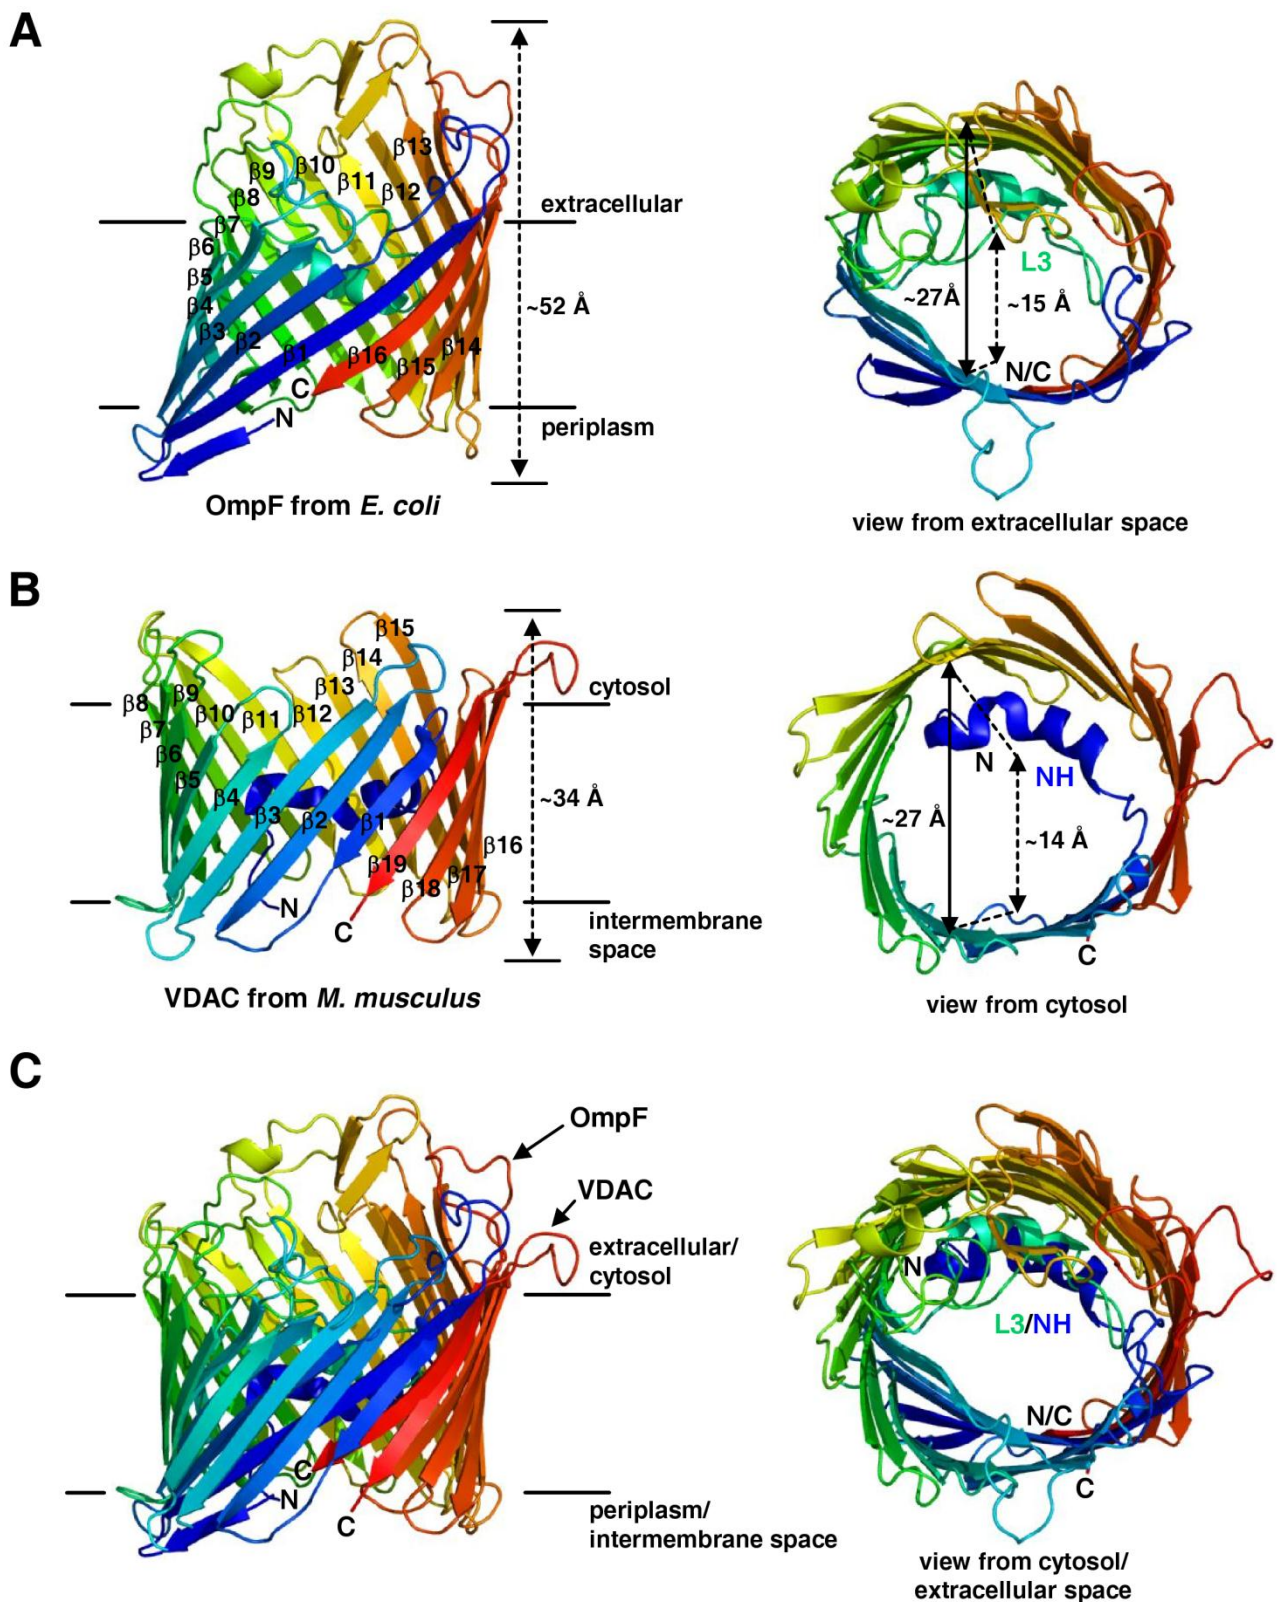 A
β13
β10
β9
β11
β12
β8
β7
β6
β5
β4
β3
β2
β1
β16
β15
β14
C
N
extracellular
~52 Å
periplasm
OmpF from E. coli
L3
~27Å
~15 Å
N/C
view from extracellular space
B
β15
β14
β13
β12
β11
β10
β9
β8
β7
β6
β5
β4
β3
β2
β1
β19
β18
β17
β16
N
C
cytosol
~34 Å
intermembrane
space
VDAC from M. musculus
N
NH
~27 Å
~14 Å
C
view from cytosol
C
OmpF
VDAC
extracellular/
cytosol
C
N
C
periplasm/
intermembrane space
N
L3/NH
N/C
C
view from cytosol/
extracellular space